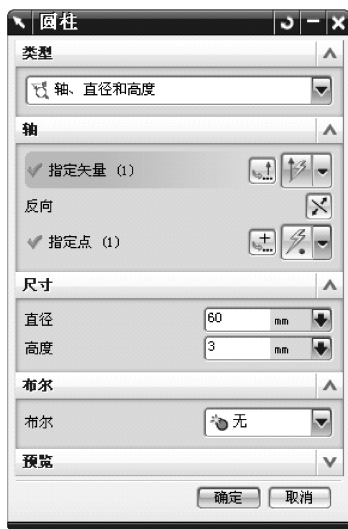 圆柱
类型
轴、直径和高度
轴
指定矢量 (1)
反向
指定点 (1)
尺寸
直径 60 mm
高度 3 mm
布尔
布尔 无
预览
确定 取消